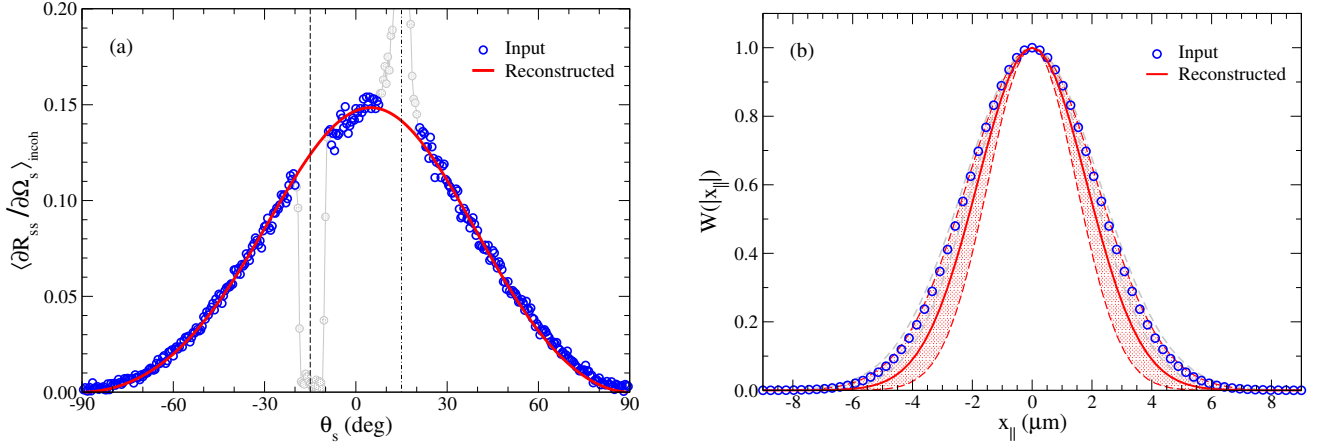 (a)
Input
Reconstructed
0.20
0.15
0.10
0.05
0.00
⟨∂R_ss /∂Ω_s⟩_incoh
-90 -60 -30 0 30 60 90
θ_s (deg)
(b)
Input
Reconstructed
1.0
0.8
0.6
0.4
0.2
0.0
W(|x_|||)
-8 -6 -4 -2 0 2 4 6 8
x_|| (μm)